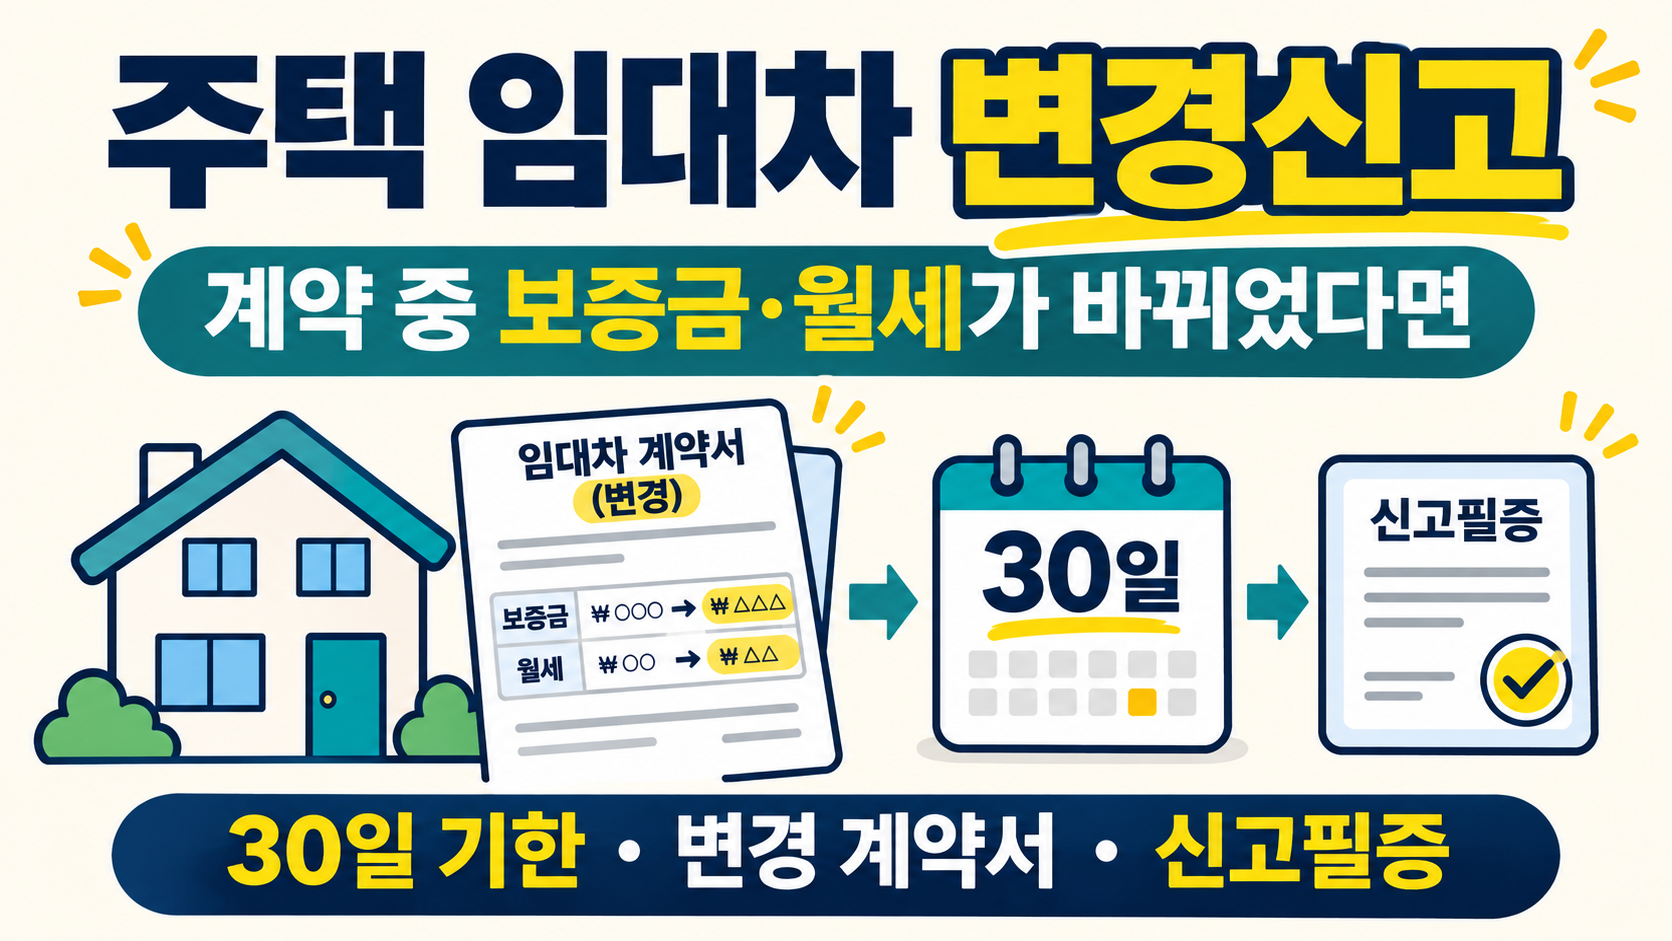 주택 임대차 변경신고
계약 중 보증금·월세가 바뀌었다면
임대차 계약서
(변경)
보증금 ₩○○○ → ₩△△△
월세 ₩○○ → ₩△△
30일
신고필증
30일 기한 • 변경 계약서 • 신고필증